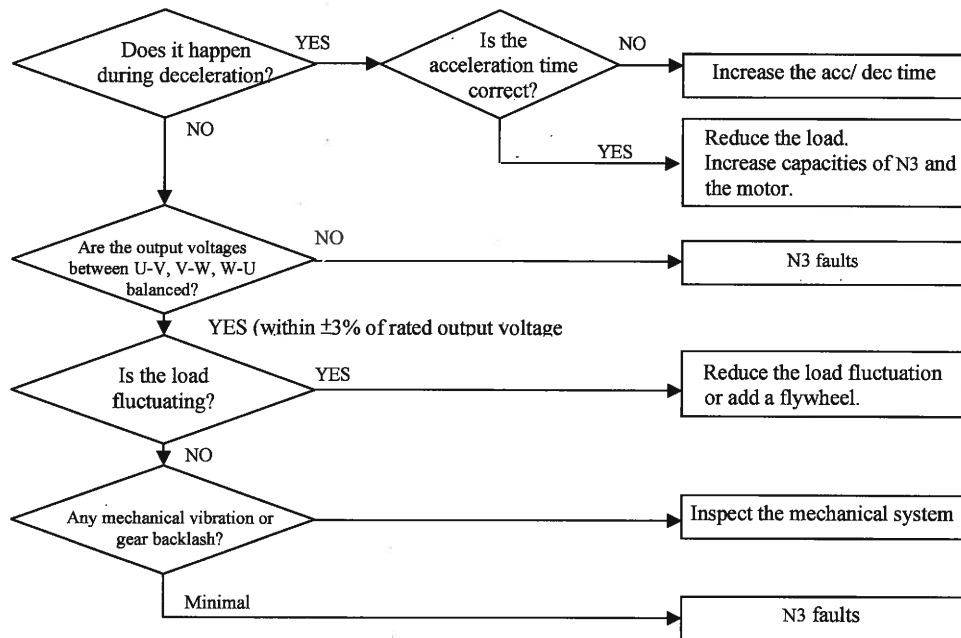 Does it happen
during deceleration?
YES
Is the
acceleration time
correct?
NO
Increase the acc/ dec time
NO
YES
Reduce the load.
Increase capacities of N3 and
the motor.
Are the output voltages
between U-V, V-W, W-U
balanced?
NO
N3 faults
YES (within ±3% of rated output voltage
Is the load
fluctuating?
YES
Reduce the load fluctuation
or add a flywheel.
NO
Any mechanical vibration or
gear backlash?
Inspect the mechanical system
Minimal
N3 faults